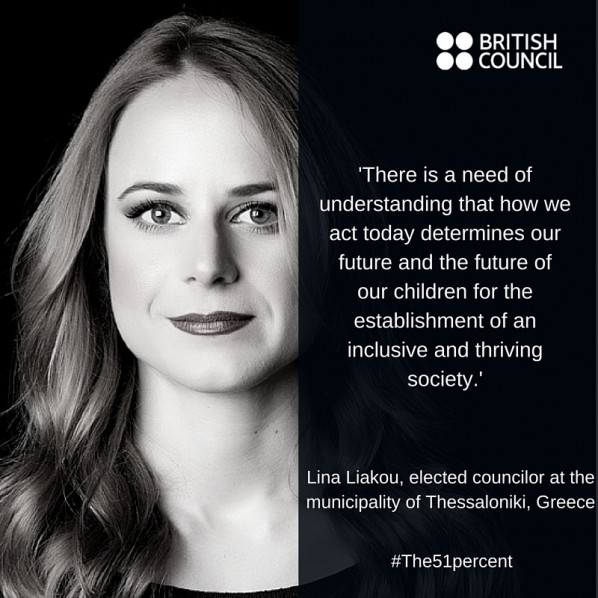 BRITISH
COUNCIL
'There is a need of
understanding that how we
act today determines our
future and the future of
our children for the
establishment of an
inclusive and thriving
society.'
Lina Liakou, elected councilor at the
municipality of Thessaloniki, Greece
#The51percent